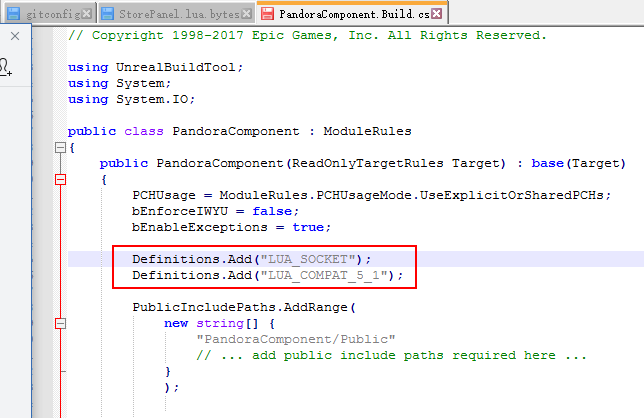 gitconfig StorePanel.lua.bytes PandoraComponent.Build.cs
// Copyright 1998-2017 Epic Games, Inc. All Rights Reserved.
using UnrealBuildTool;
using System;
using System.IO;
public class PandoraComponent : ModuleRules
{
public PandoraComponent(ReadOnlyTargetRules Target) : base(Target)
{
PCHUsage = ModuleRules.PCHUsageMode.UseExplicitOrSharedPCHs;
bEnforceIWYU = false;
bEnableExceptions = true;
Definitions.Add("LUA_SOCKET");
Definitions.Add("LUA_COMPAT_5_1");
PublicIncludePaths.AddRange(
new string[] {
"PandoraComponent/Public"
// ... add public include paths required here ...
}
);